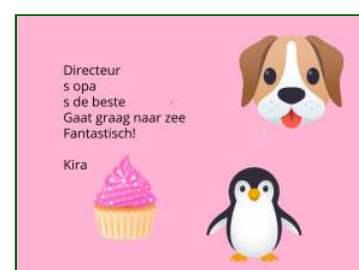 Directeur
s opa
s de beste
Gaat graag naar zee
Fantastisch!
Kira